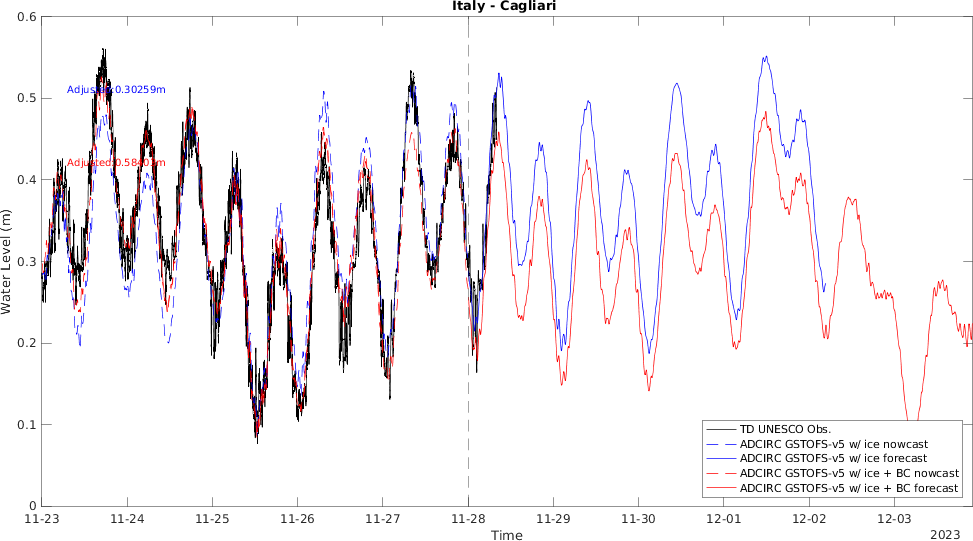 Italy - Cagliari
0.6
0.5
0.4
0.3
0.2
0.1
0
Water Level (m)
Adjusted:0.30259m
TD UNESCO Obs.
ADCIRC GSTOFS-v5 w/ ice nowcast
ADCIRC GSTOFS-v5 w/ ice forecast
ADCIRC GSTOFS-v5 w/ ice + BC nowcast
ADCIRC GSTOFS-v5 w/ ice + BC forecast
11-23
11-24
11-25
11-26
11-27
11-28
11-29
11-30
12-01
12-02
12-03
Time
2023